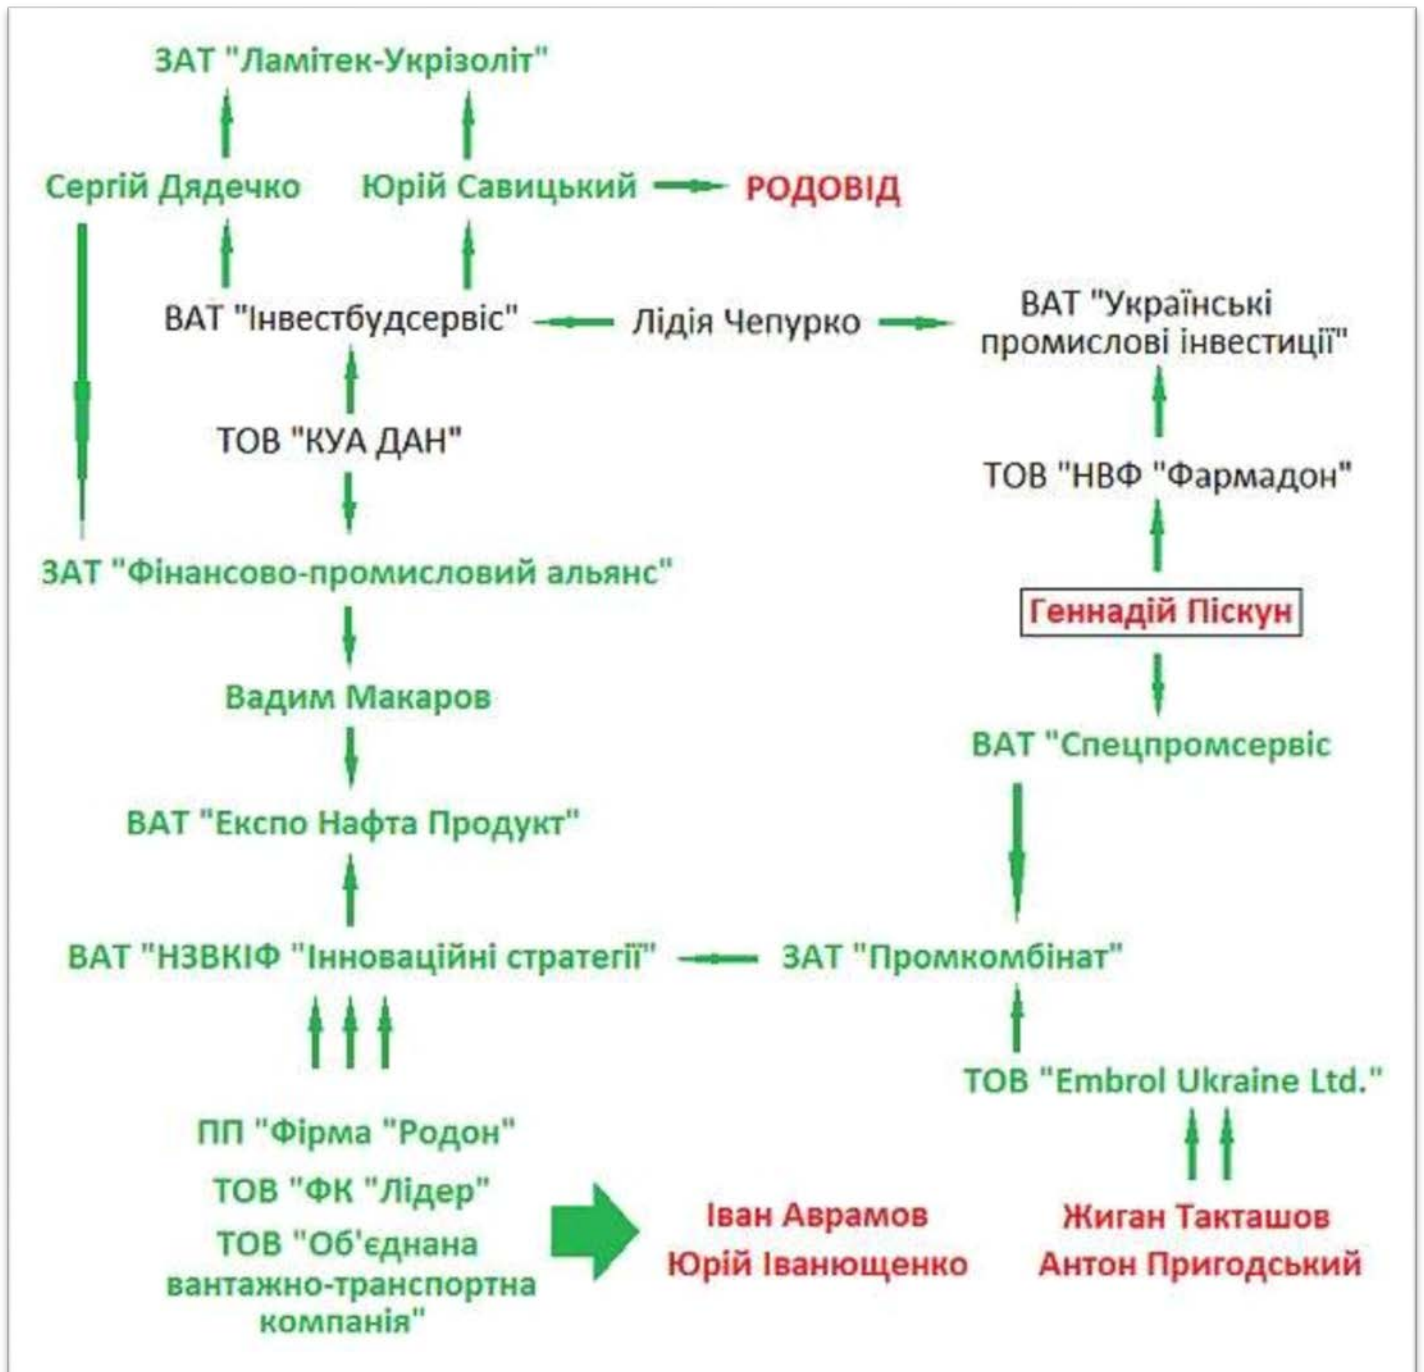 ЗАТ "Ламітек-Укрізоліт"
Сергій Дядечко
Юрій Савицький
РОДОВІД
ВАТ "Інвестбудсервіс"
Лідія Чепурко
ВАТ "Українські
промислові інвестиції"
ТОВ "КУА ДАН"
ТОВ "НВФ "Фармадон"
ЗАТ "Фінансово-промисловий альянс"
Геннадій Піскун
Вадим Макаров
ВАТ "Спецпромсервіс
ВАТ "Експо Нафта Продукт"
ВАТ "НЗВКІФ "Інноваційні стратегії"
ЗАТ "Промкомбінат"
ТОВ "Embrol Ukraine Ltd."
ПП "Фірма "Родон"
ТОВ "ФК "Лідер"
ТОВ "Об'єднана
вантажно-транспортна
компанія"
Іван Аврамов
Юрій Іванющенко
Жиган Такташов
Антон Пригодський